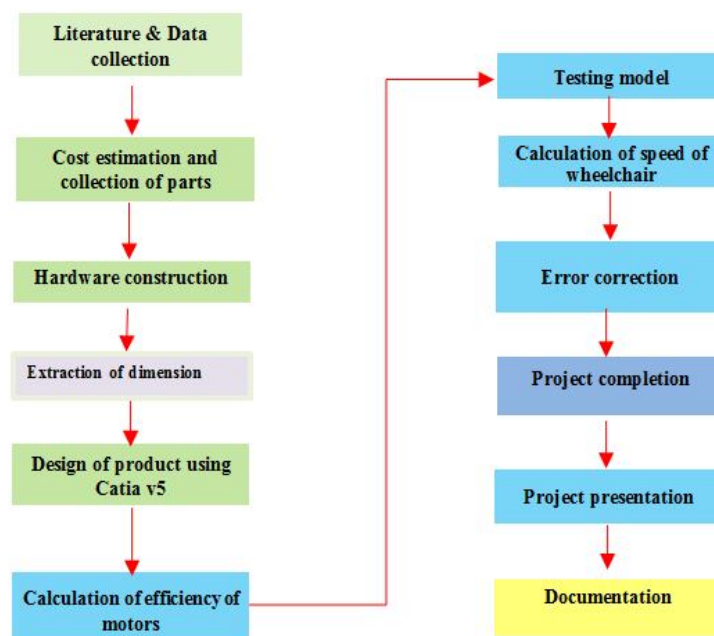 Literature & Data
collection
Cost estimation and
collection of parts
Hardware construction
Extraction of dimension
Design of product using
Catia v5
Calculation of efficiency of
motors
Testing model
Calculation of speed of
wheelchair
Error correction
Project completion
Project presentation
Documentation